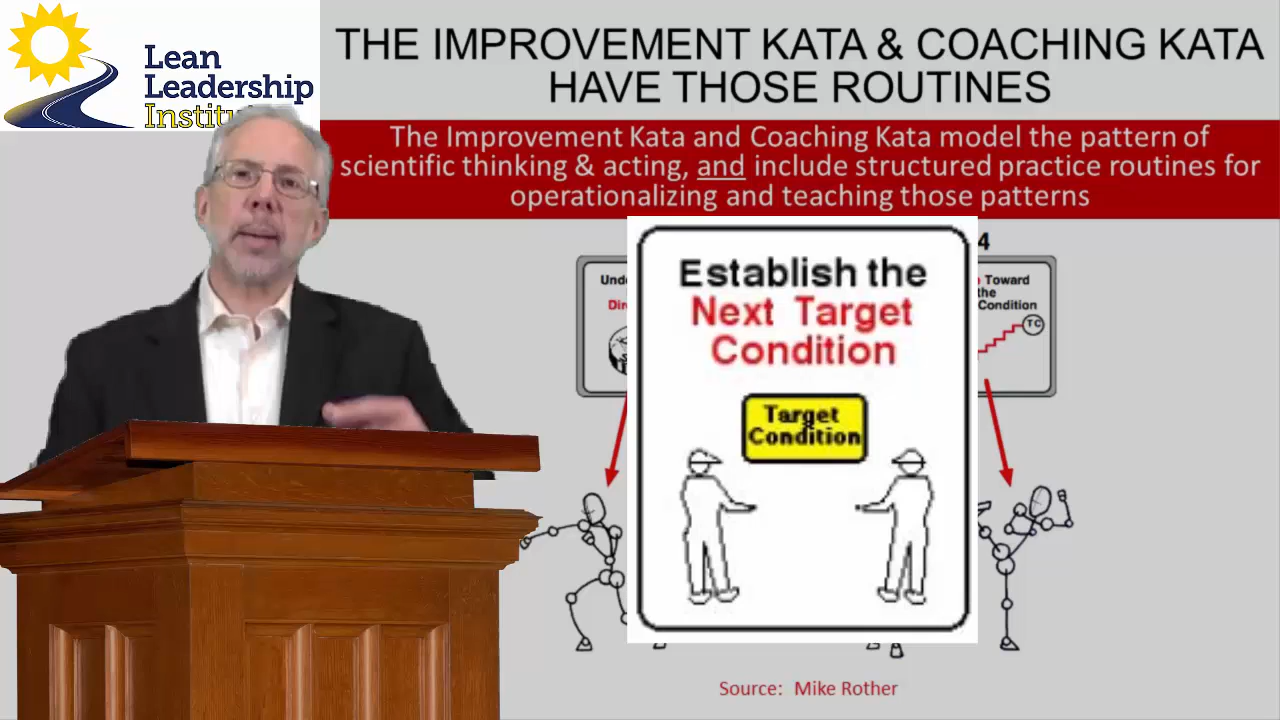 Lean
Leadership
THE IMPROVEMENT KATA & COACHING KATA
HAVE THOSE ROUTINES
The Improvement Kata and Coaching Kata model the pattern of
scientific thinking & acting, and include structured practice routines for
operationalizing and teaching those patterns
4
Establish the
Next Target
Condition
Target
Condition
Toward
the
Condition
TC
Source: Mike Rother